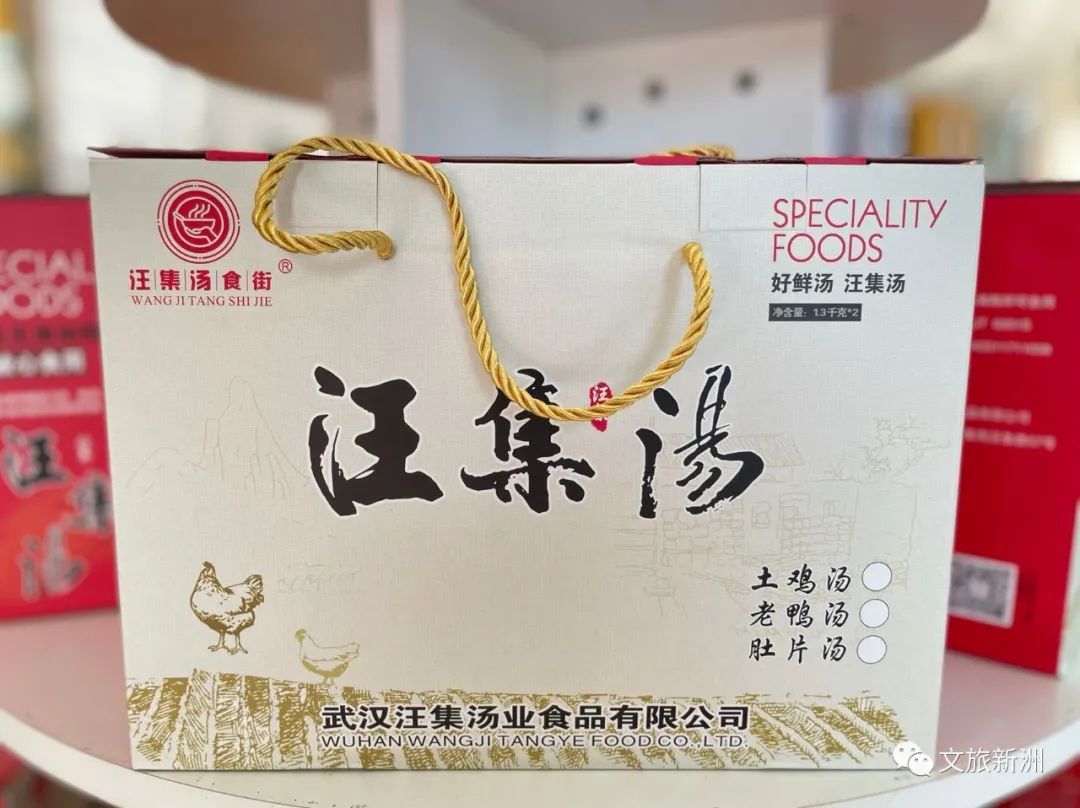 汪集汤食街®
WANG JI TANG SHI JIE
SPECIALITY
FOODS
好鲜汤 汪集汤
净含量：1.3千克*2
汪集汤
土鸡汤
老鸭汤
肚片汤
武汉汪集汤业食品有限公司
WUHAN WANGJI TANGYE FOOD CO.,LTD.
汪
集
汤
文旅新洲